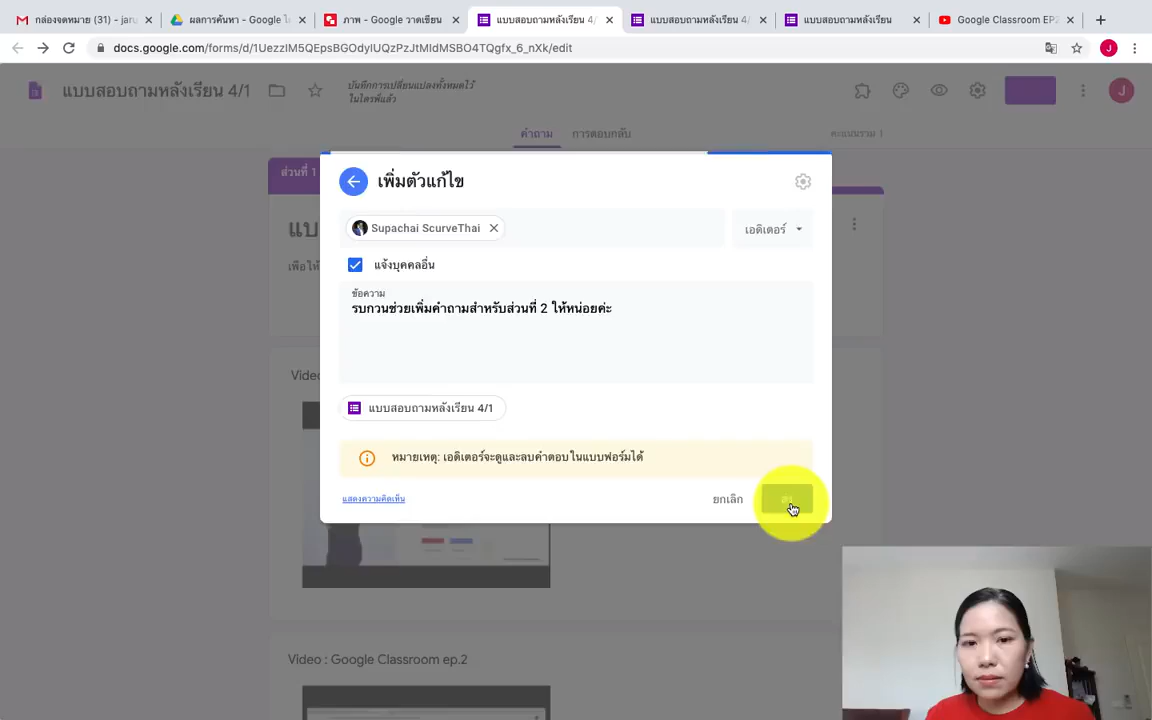 กล่องจดหมาย (31) - jaru
ผลการค้นหา - Google ไ
ภาพ - Google วาดเขียน
แบบสอบถามหลังเรียน 4/
แบบสอบถามหลังเรียน 4/
แบบสอบถามหลังเรียน
Google Classroom EP2
docs.google.com/forms/d/1UezzlM5QEpsBGOdylUQzPzJtMldMSBO4TQgfx_6_nXk/edit
J
แบบสอบถามหลังเรียน 4/1
บันทึกการเปลี่ยนแปลงทั้งหมดไว้
ในไดรฟ์แล้ว
J
คำถาม
การตอบกลับ
คะแนนรวม 1
ส่วนที่ 1
เพิ่มตัวแก้ไข
Supachai ScurveThai
เอดิเตอร์
แจ้งบุคคลอื่น
ข้อความ
รบกวนช่วยเพิ่มคำถามสำหรับส่วนที่ 2 ให้หน่อยค่ะ
แบบสอบถามหลังเรียน 4/1
หมายเหตุ: เอดิเตอร์จะดูและลบคำตอบในแบบฟอร์มได้
แสดงความคิดเห็น
ยกเลิก
Video : Google Classroom ep.2